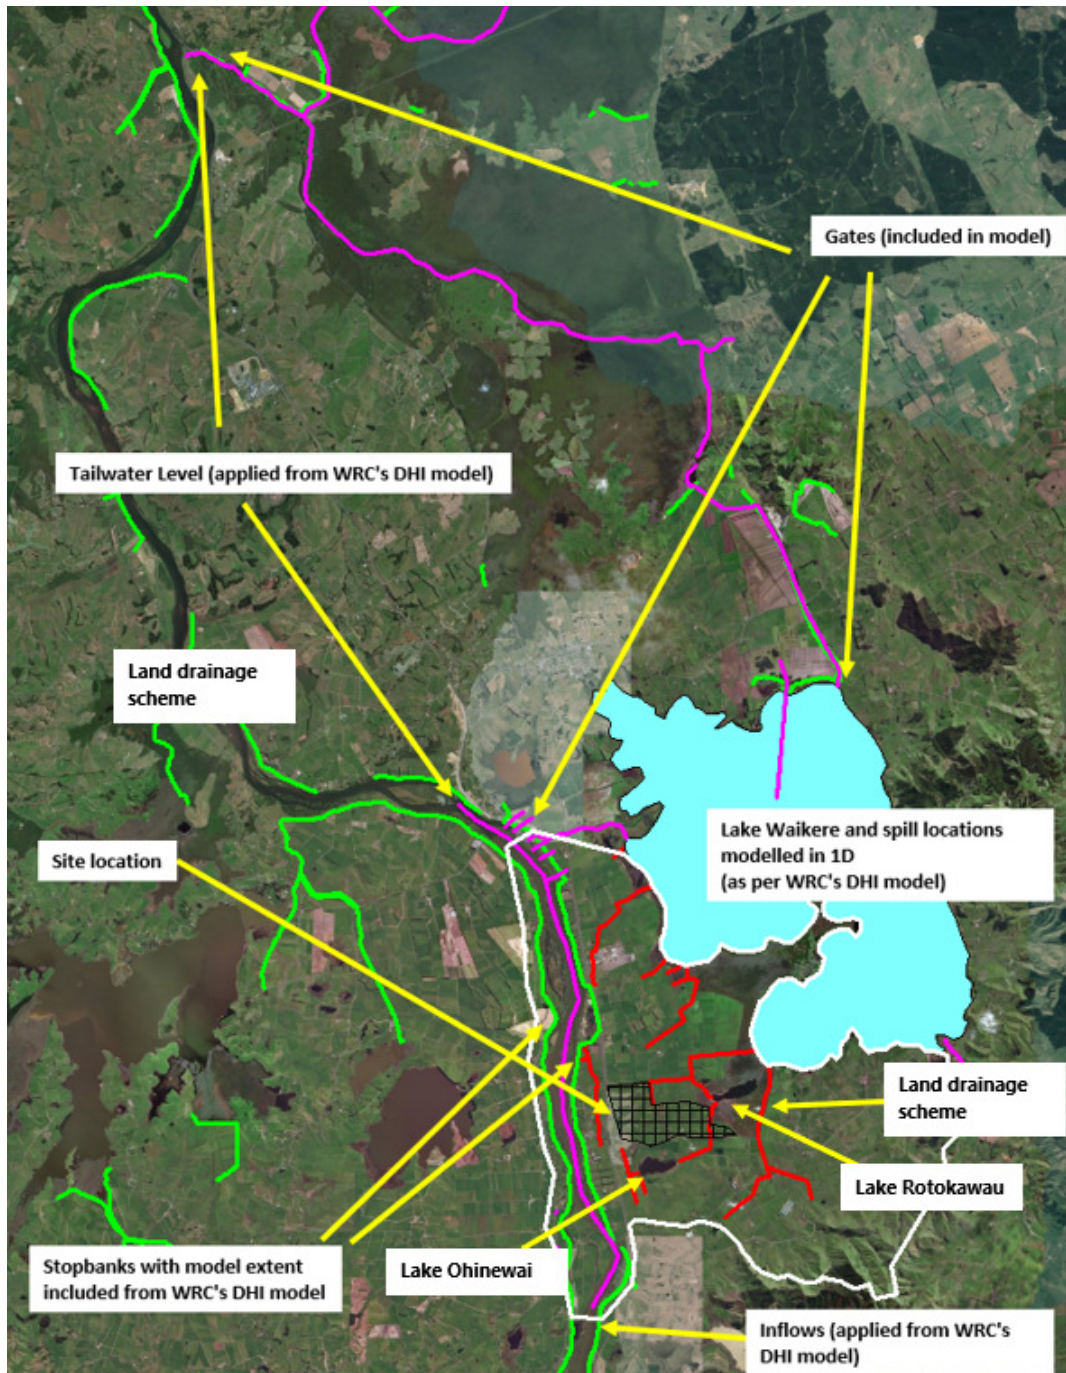 Gates (included in model)
Tailwater Level (applied from WRC's DHI model)
Land drainage
scheme
Site location
Lake Waikere and spill locations
modelled in 1D
(as per WRC's DHI model)
Land drainage
scheme
Lake Rotokawau
Stopbanks with model extent
included from WRC's DHI model
Lake Ohinewai
Inflows (applied from WRC's
DHI model)